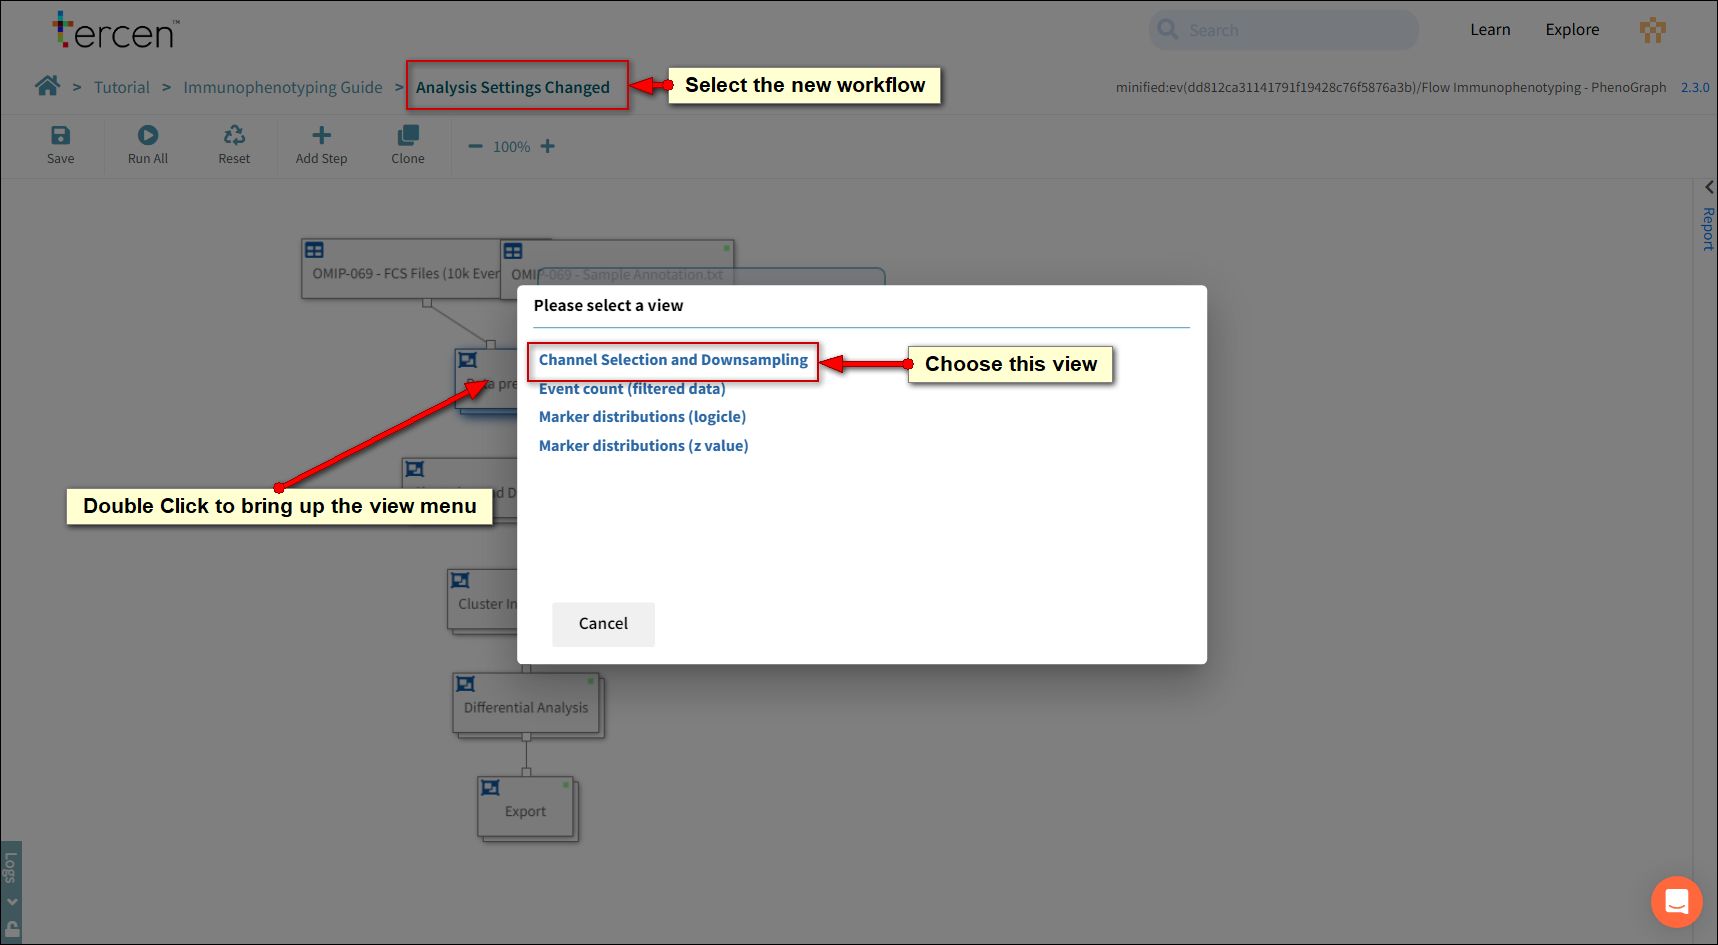 tercen™
Search
Learn
Explore
> Tutorial > Immunophenotyping Guide > Analysis Settings Changed
Select the new workflow
minified:ev(dd812ca31141791f19428c76f5876a3b)/Flow Immunophenotyping - PhenoGraph 2.3.0
Save
Run All
Reset
Add Step
Clone
100%
Report
OMIP-069 - FCS Files (10k Even
OMIP-069 - Sample Annotation.txt
Please select a view
Channel Selection and Downsampling
Choose this view
Event count (filtered data)
Marker distributions (logicle)
Marker distributions (z value)
Data pre
Double Click to bring up the view menu
d D
Cluster In
Cancel
Differential Analysis
Export
Logs